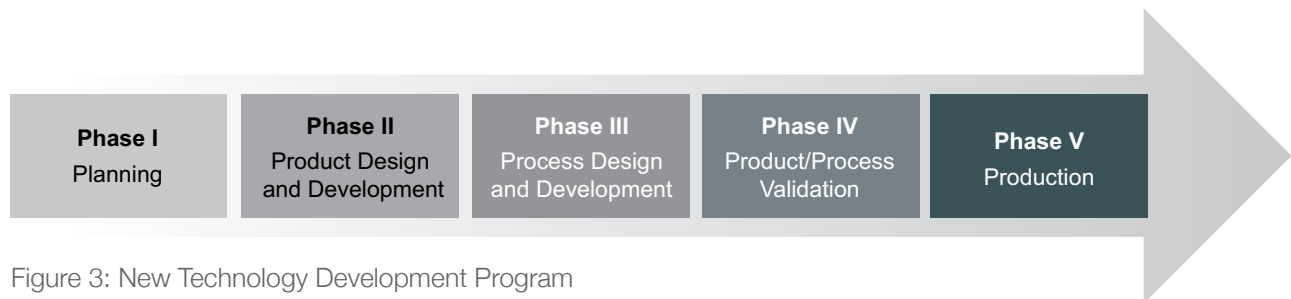 Phase I
Planning
Phase II
Product Design
and Development
Phase III
Process Design
and Development
Phase IV
Product/Process
Validation
Phase V
Production
Figure 3: New Technology Development Program